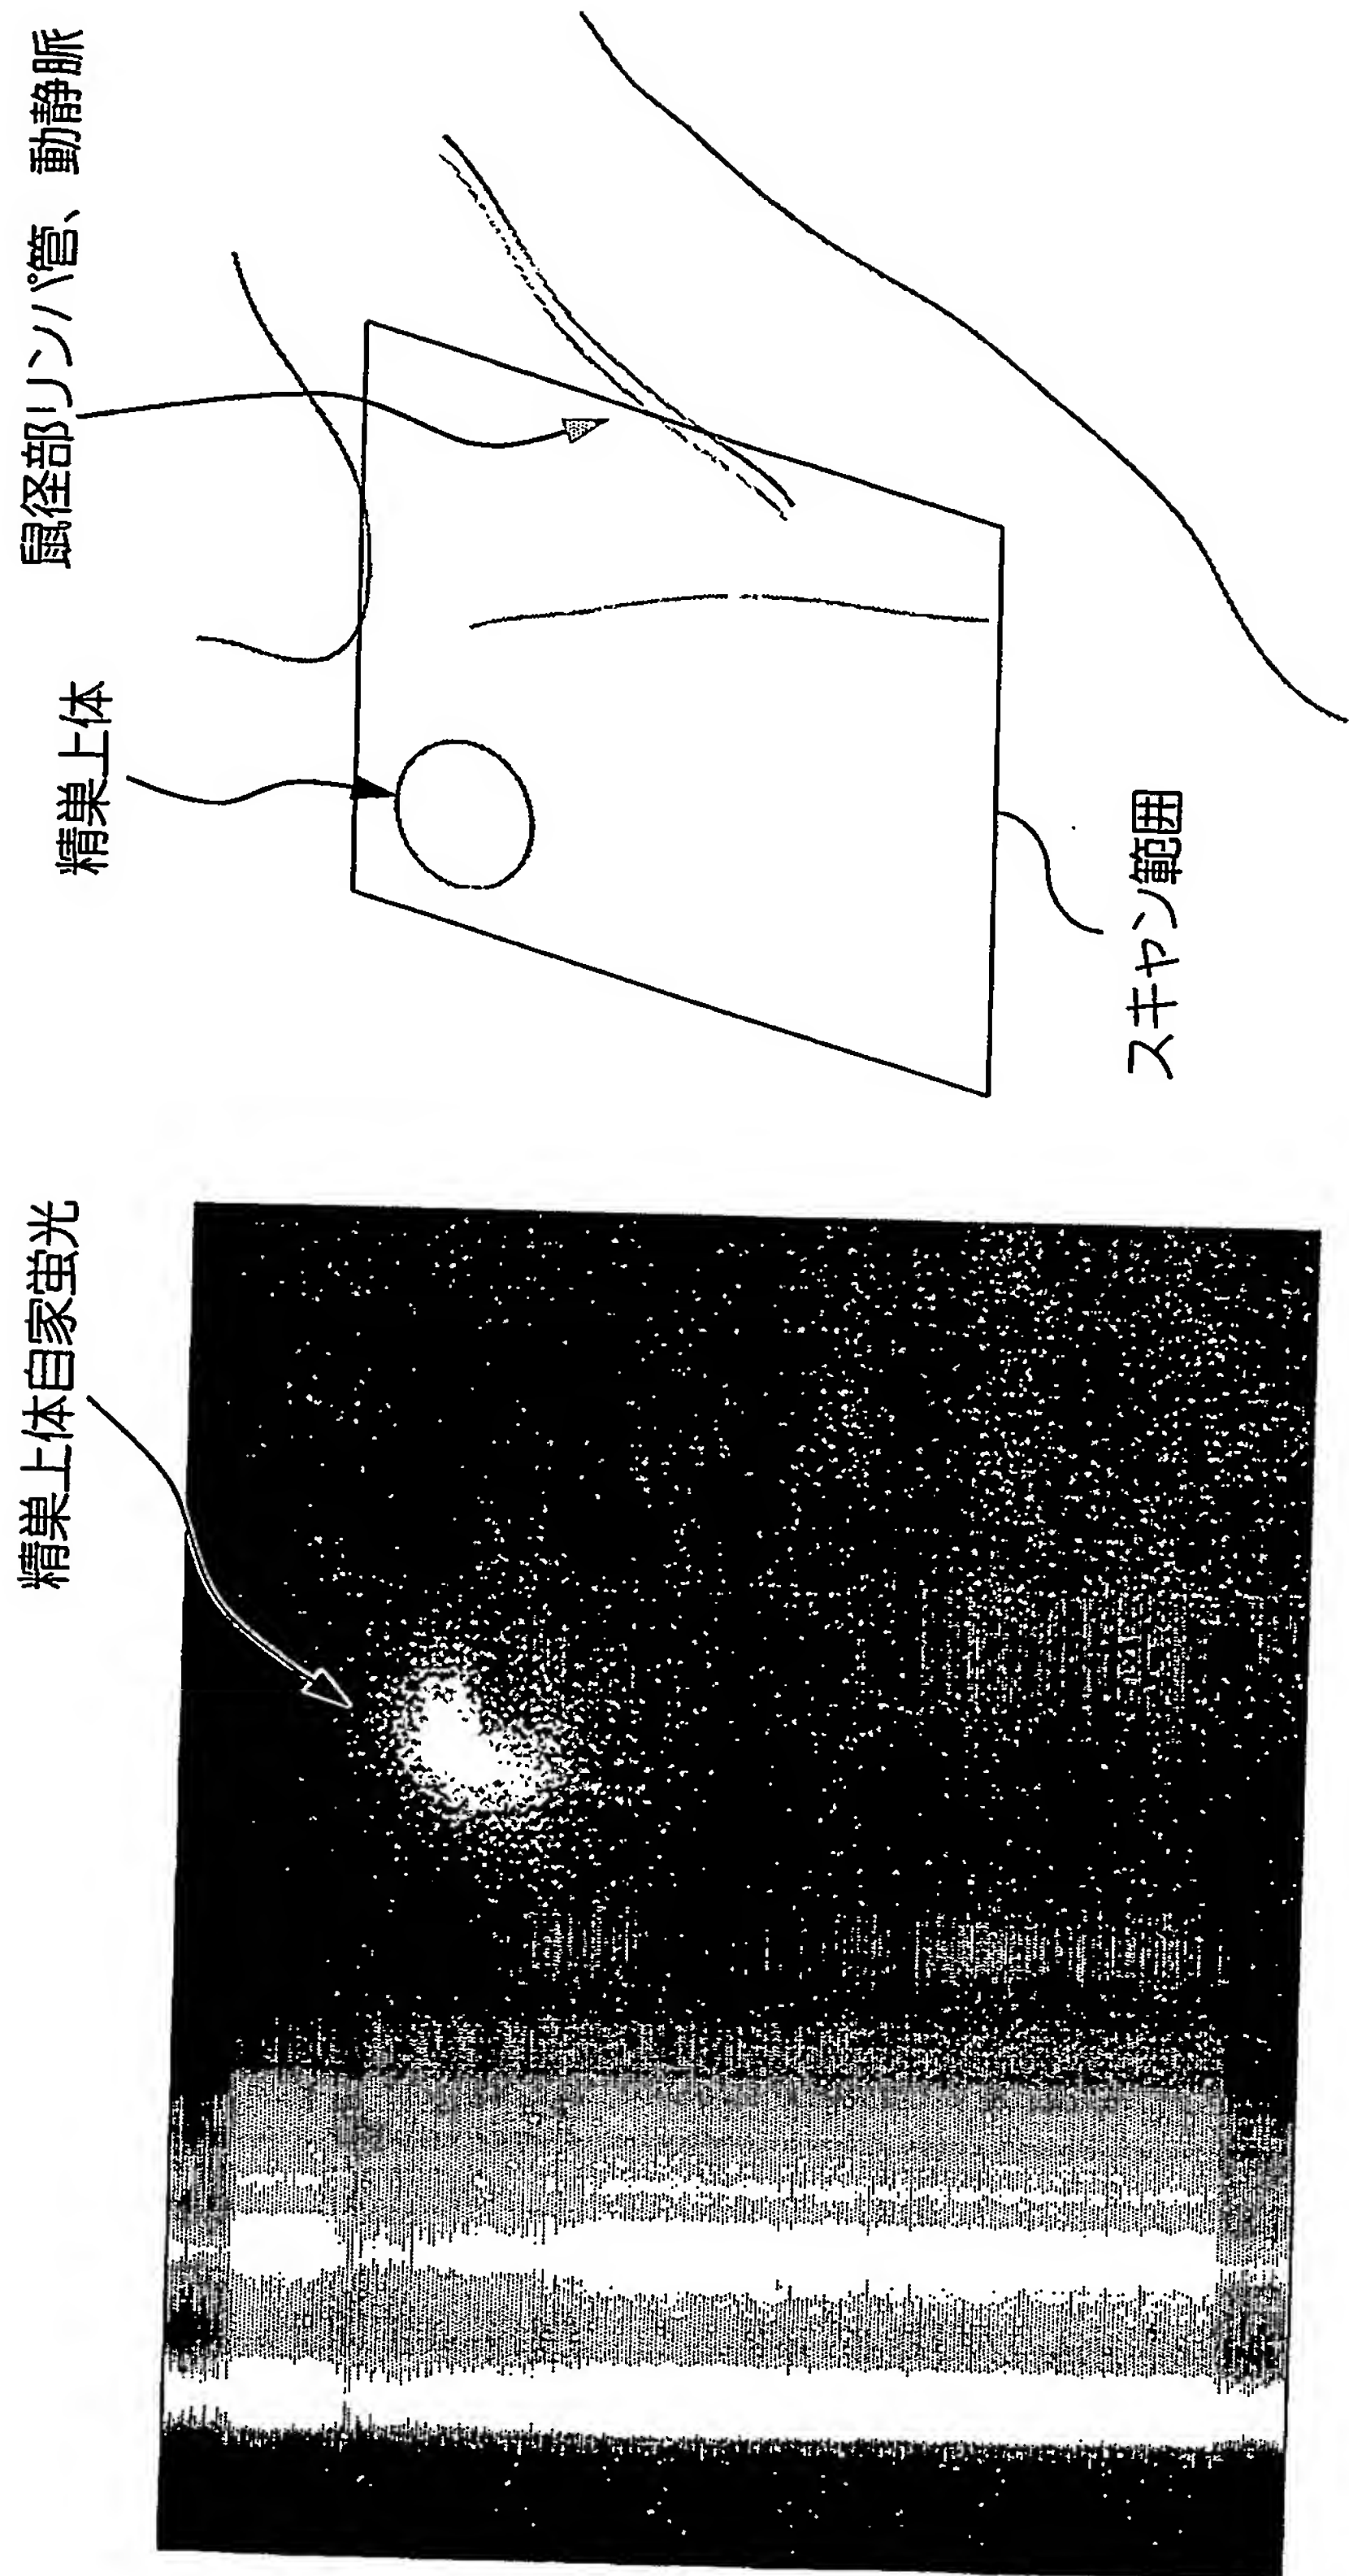 精巣上体自家蛍光
精巣上体
鼠径部リンパ管、動静脈
スキャン範囲